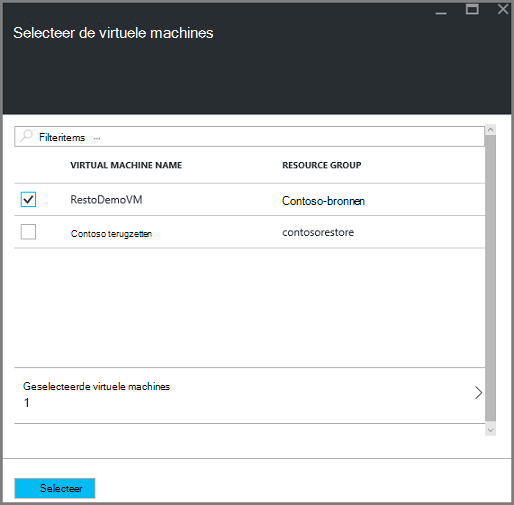 Selecteer de virtuele machines
Filteritems ...
VIRTUAL MACHINE NAME RESOURCE GROUP
RestoDemoVM Contoso-bronnen
Contoso terugzetten contosorestore
Geselecteerde virtuele machines
1
Selecteer